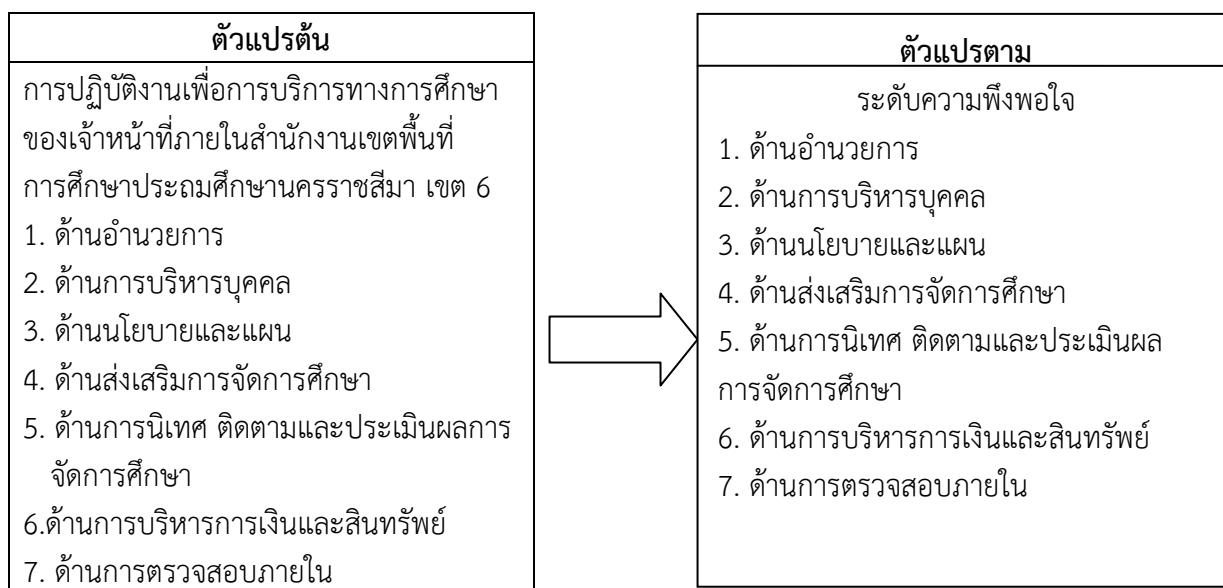 ตัวแปรต้น
การปฏิบัติงานเพื่อการบริการทางการศึกษา
ของเจ้าหน้าที่ภายในสำนักงานเขตพื้นที่
การศึกษาประถมศึกษานครราชสีมา เขต 6
1. ด้านอำนวยการ
2. ด้านการบริหารบุคคล
3. ด้านนโยบายและแผน
4. ด้านส่งเสริมการจัดการศึกษา
5. ด้านการนิเทศ ติดตามและประเมินผลการ
จัดการศึกษา
6.ด้านการบริหารการเงินและสินทรัพย์
7. ด้านการตรวจสอบภายใน
ตัวแปรตาม
ระดับความพึงพอใจ
1. ด้านอำนวยการ
2. ด้านการบริหารบุคคล
3. ด้านนโยบายและแผน
4. ด้านส่งเสริมการจัดการศึกษา
5. ด้านการนิเทศ ติดตามและประเมินผล
การจัดการศึกษา
6. ด้านการบริหารการเงินและสินทรัพย์
7. ด้านการตรวจสอบภายใน